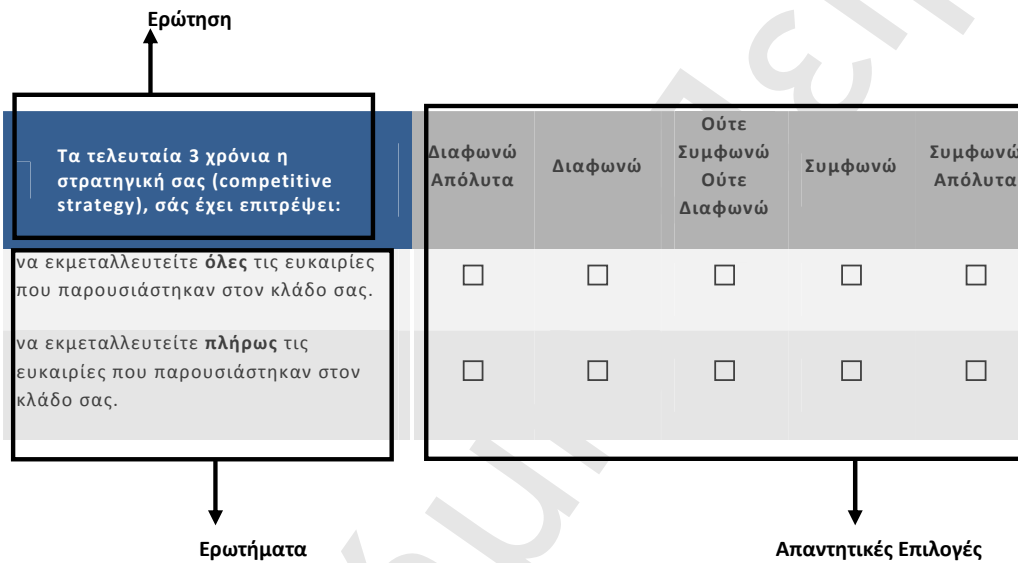 Ερώτηση
Τα τελευταία 3 χρόνια η
στρατηγική σας (competitive
strategy), σάς έχει επιτρέψει:
Διαφωνώ
Απόλυτα
Διαφωνώ
Ούτε
Συμφωνώ
Ούτε
Διαφωνώ
Συμφωνώ
Συμφωνώ
Απόλυτα
να εκμεταλλευτείτε όλες τις ευκαιρίες
που παρουσιάστηκαν στον κλάδο σας.
να εκμεταλλευτείτε πλήρως τις
ευκαιρίες που παρουσιάστηκαν στον
κλάδο σας.
Ερωτήματα
Απαντητικές Επιλογές